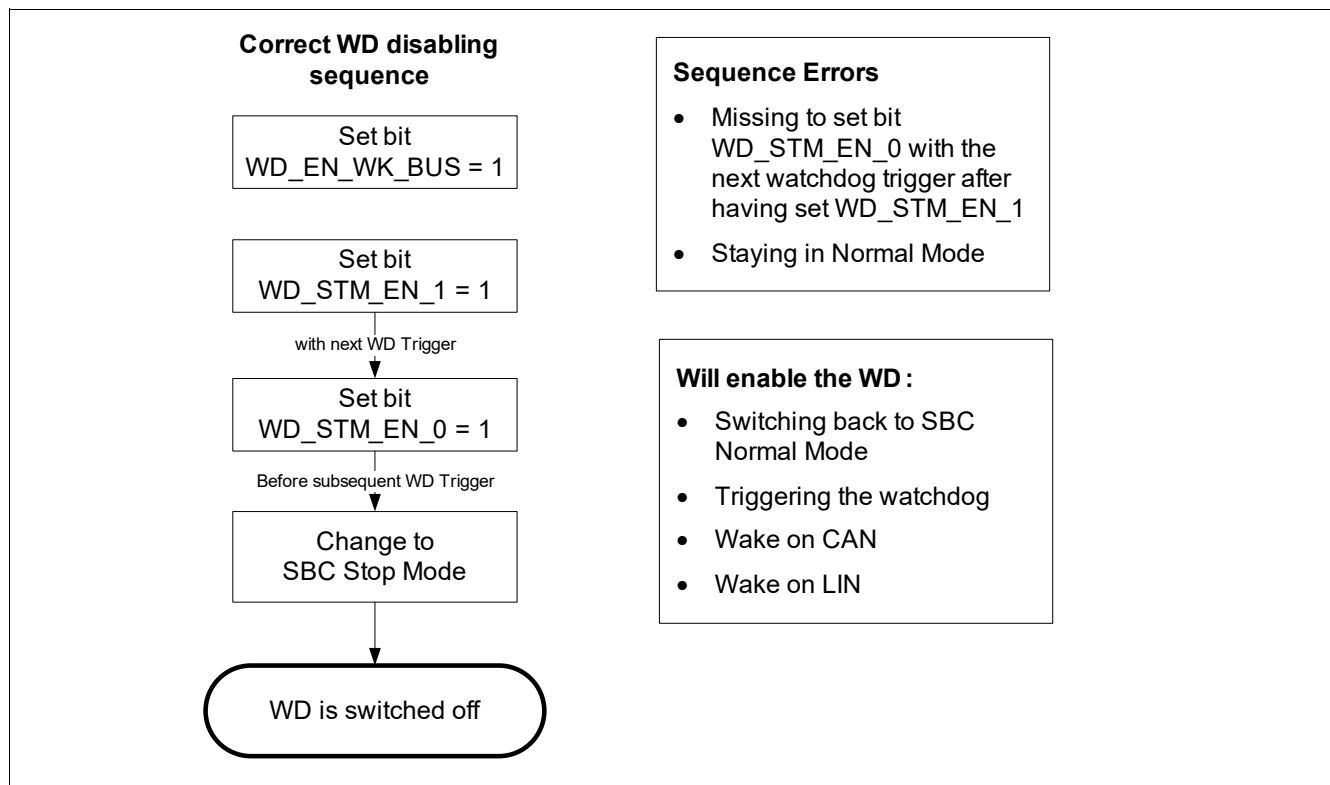 Correct WD disabling
sequence
Set bit
WD_EN_WK_BUS = 1
Set bit
WD_STM_EN_1 = 1
with next WD Trigger
Set bit
WD_STM_EN_0 = 1
Before subsequent WD Trigger
Change to
SBC Stop Mode
WD is switched off
Sequence Errors
• Missing to set bit
WD_STM_EN_0 with the
next watchdog trigger after
having set WD_STM_EN_1
• Staying in Normal Mode
Will enable the WD :
• Switching back to SBC
Normal Mode
• Triggering the watchdog
• Wake on CAN
• Wake on LIN